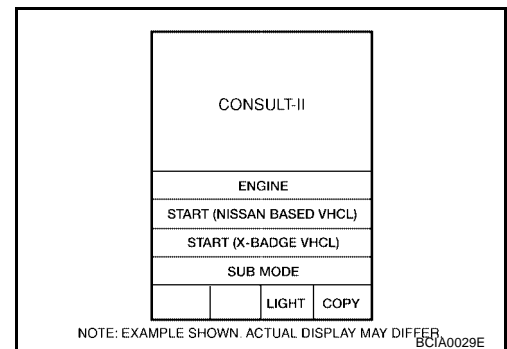 CONSULT-II
ENGINE
START (NISSAN BASED VHCL)
START (X-BADGE VHCL)
SUB MODE
LIGHT COPY
NOTE: EXAMPLE SHOWN. ACTUAL DISPLAY MAY DIFFER.
BCIA0029E